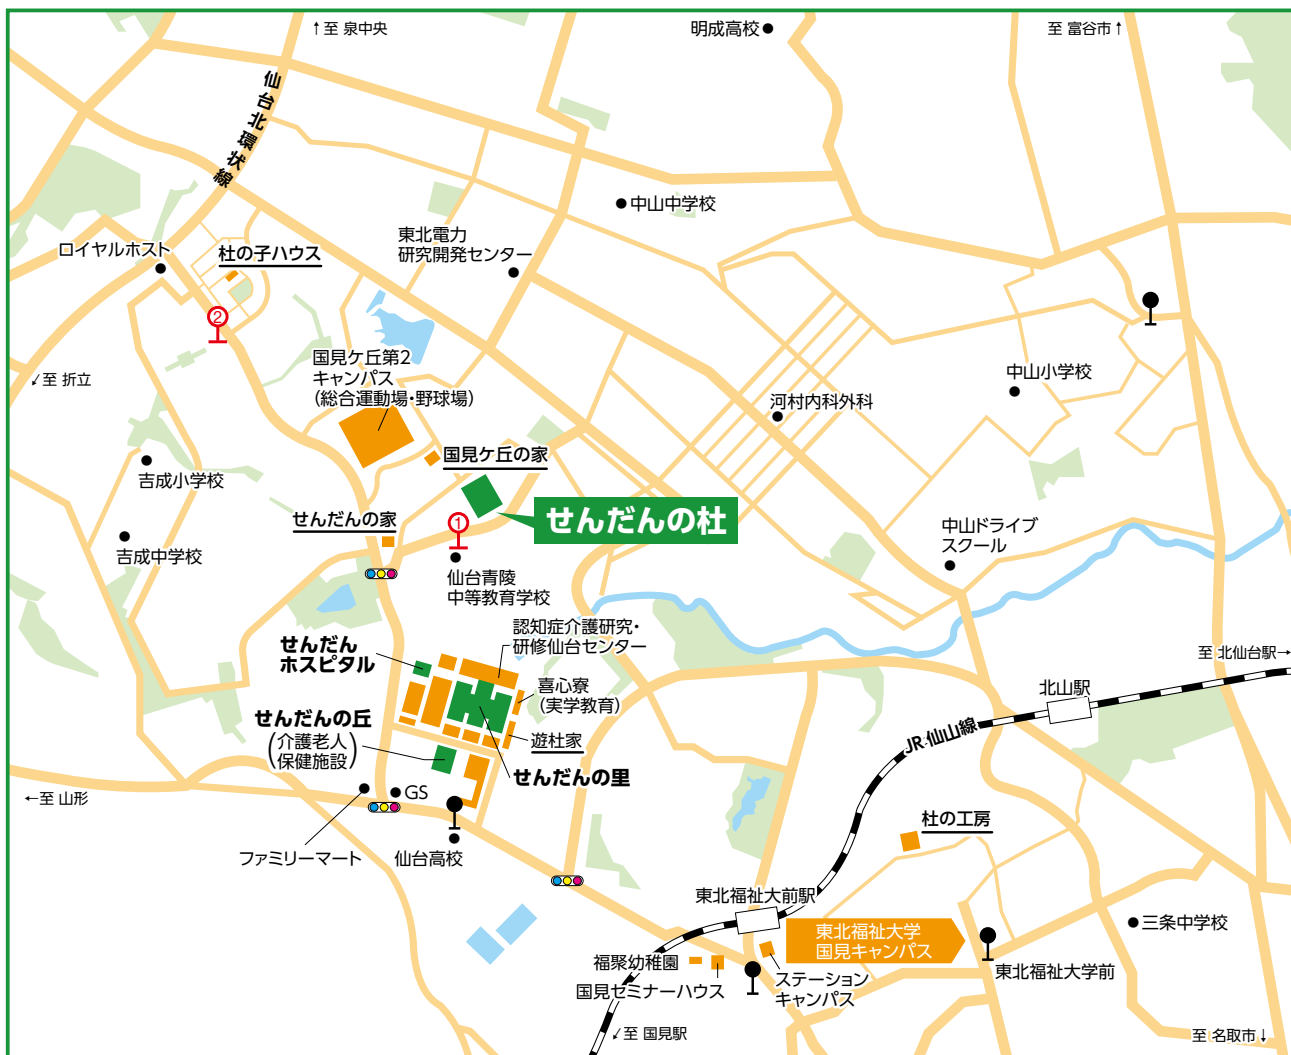 ↑至 泉中央
明成高校
至 富谷市↑
仙台北環状線
中山中学校
東北電力
研究開発センター
ロイヤルホスト
杜の子ハウス
②
国見ケ丘第2
キャンパス
(総合運動場・野球場)
↙至 折立
中山小学校
河村内科外科
国見ケ丘の家
吉成小学校
せんだんの家
①
せんだんの杜
吉成中学校
中山ドライブ
スクール
仙台青陵
中等教育学校
認知症介護研究・
研修仙台センター
せんだん
ホスピタル
至 北仙台駅→
喜心寮
(実学教育)
北山駅
せんだんの丘
(介護老人
保健施設)
遊杜家
JR仙山線
せんだんの里
←至 山形
GS
杜の工房
ファミリーマート
仙台高校
東北福祉大前駅
東北福祉大学
国見キャンパス
三条中学校
福聚幼稚園
国見セミナーハウス
ステーション
キャンパス
東北福祉大学前
↙至 国見駅
至 名取市↓